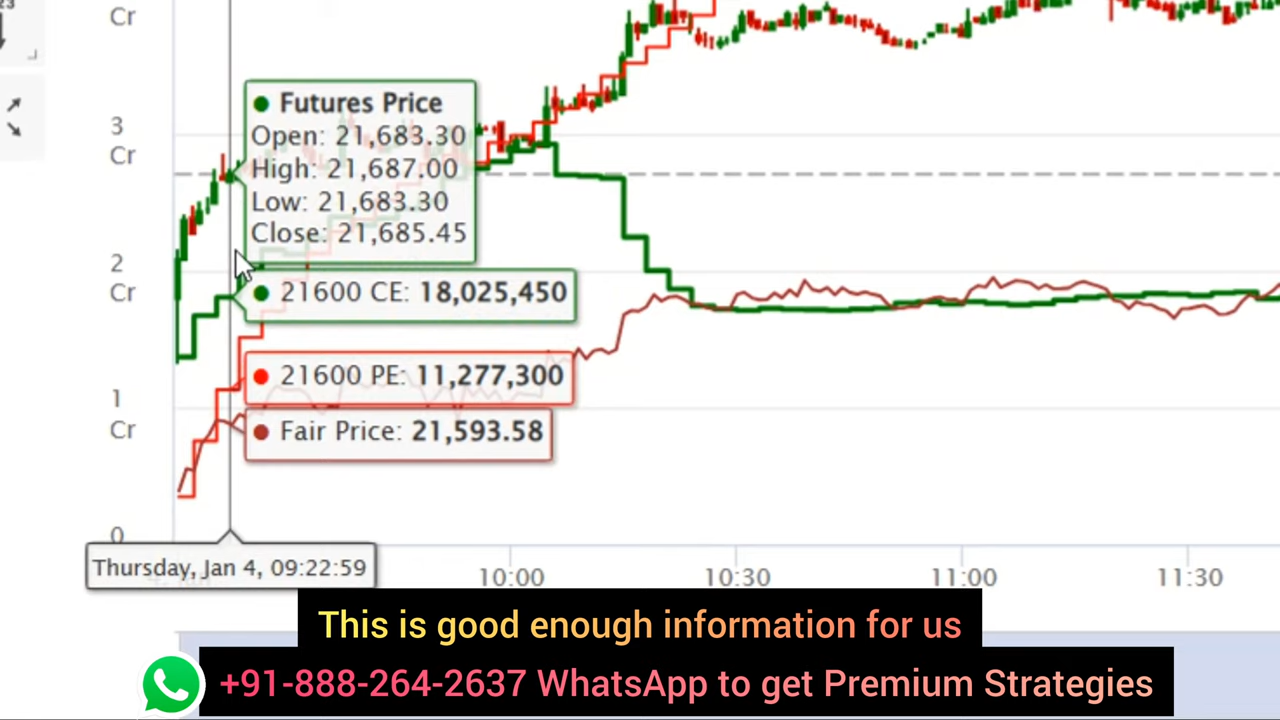 23
Cr
3
Cr
2
Cr
1
Cr
0
Futures Price
Open: 21,683.30
High: 21,687.00
Low: 21,683.30
Close: 21,685.45
21600 CE: 18,025,450
21600 PE: 11,277,300
Fair Price: 21,593.58
Thursday, Jan 4, 09:22:59
10:00
10:30
11:00
11:30
This is good enough information for us
+91-888-264-2637 WhatsApp to get Premium Strategies